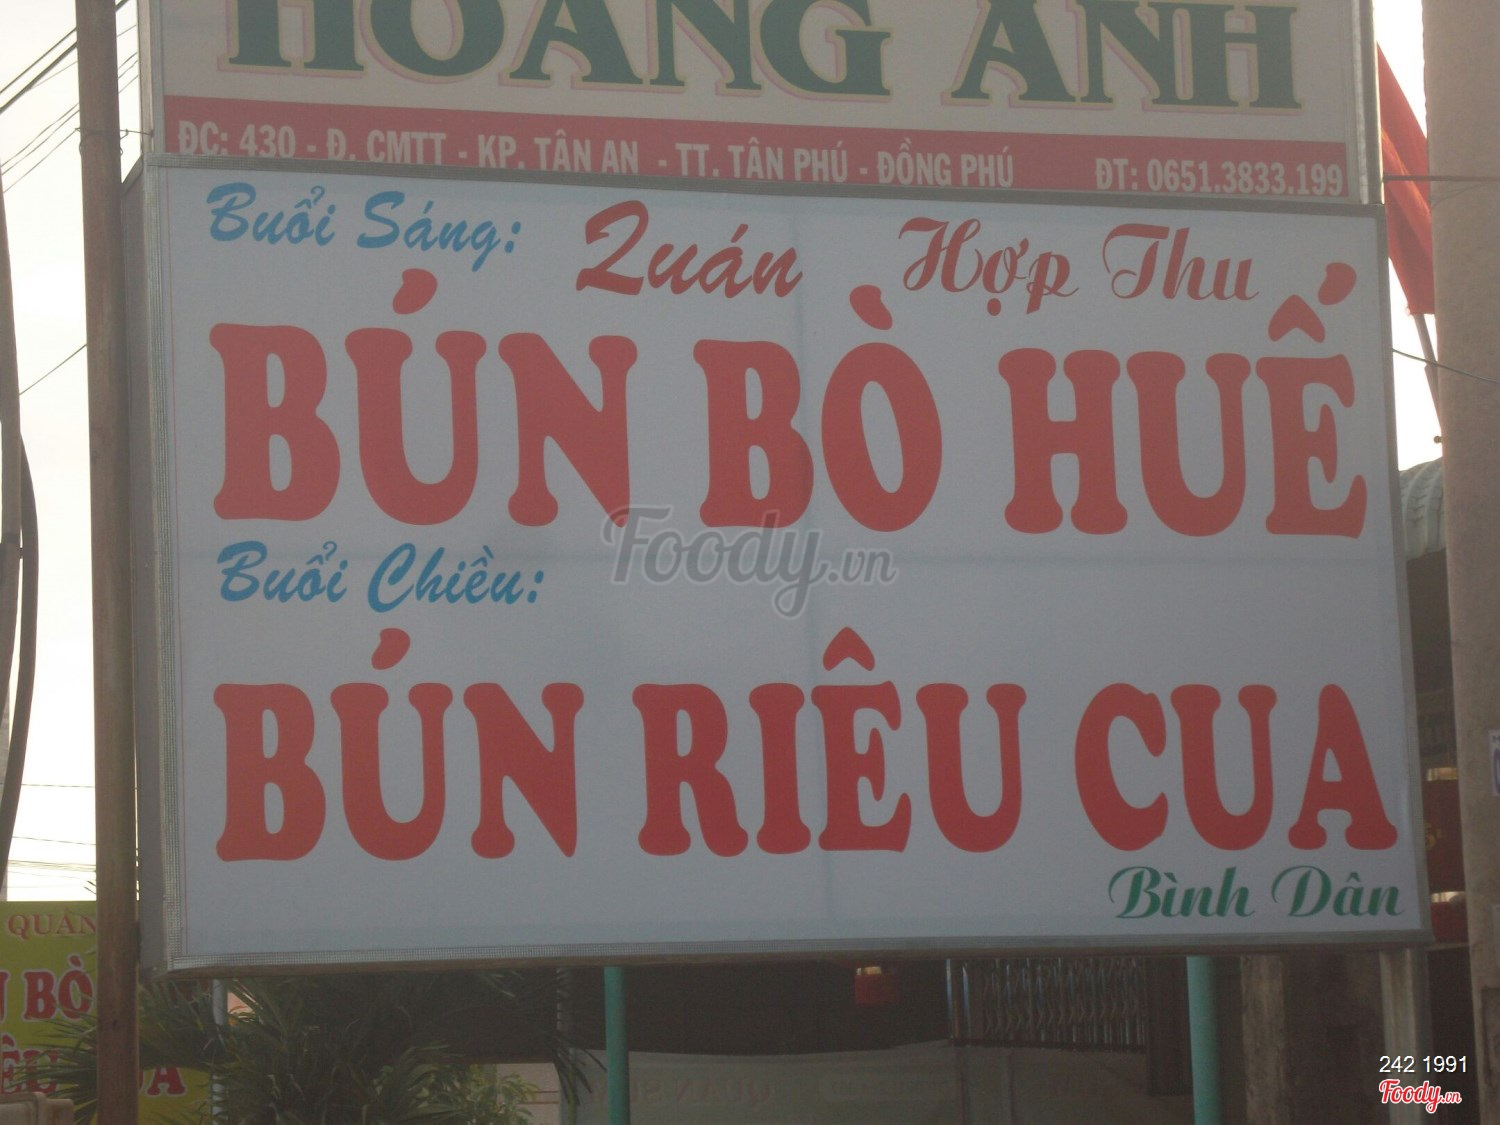 HOÀNG ANH
ĐC: 430 - Đ. CMTT - KP. TÂN AN - TT. TÂN PHÚ - ĐỒNG PHÚ ĐT: 0651.3833.199
Buổi Sáng: Quán Hợp Thu
BÚN BÒ HUẾ
Foody.vn
Buổi Chiều:
BÚN RIÊU CUA
Bình Dân
QUÁN
BÒ
242 1991
Foody.vn